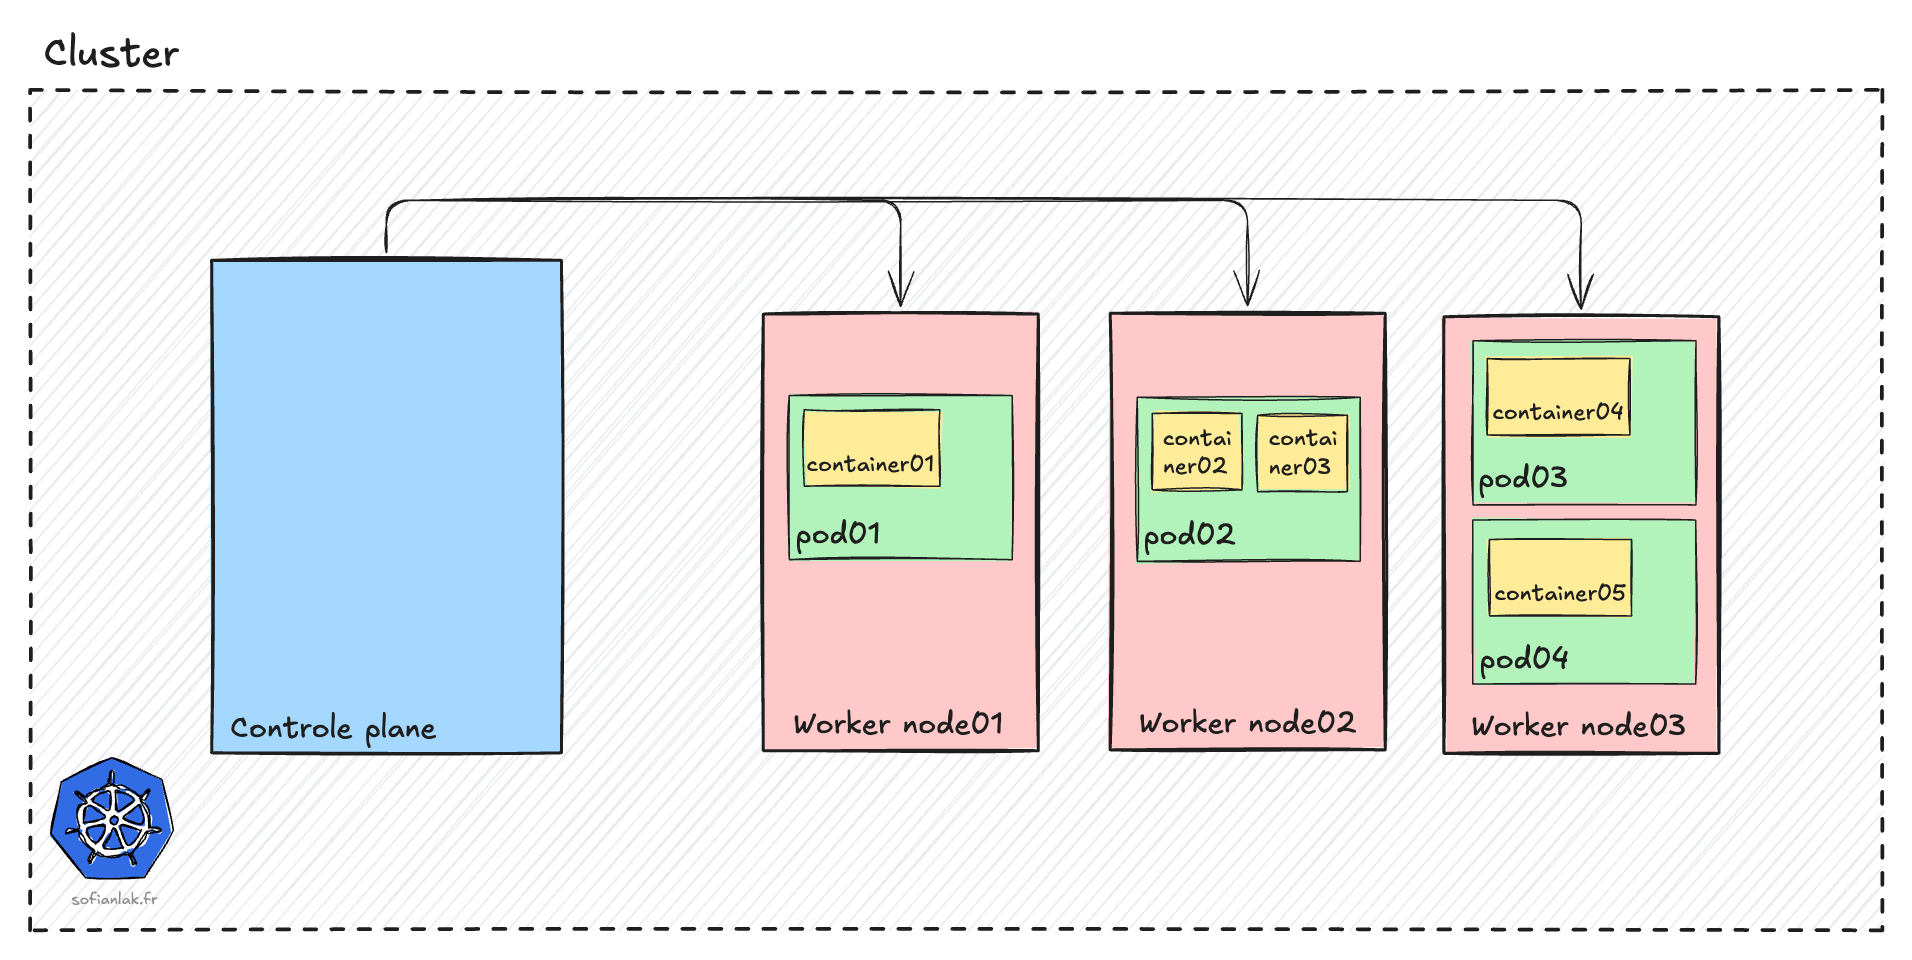 Cluster
Controle plane
container01
pod01
Worker node01
contai
ner02
contai
ner03
pod02
Worker node02
container04
pod03
container05
pod04
Worker node03
sofianlak.fr